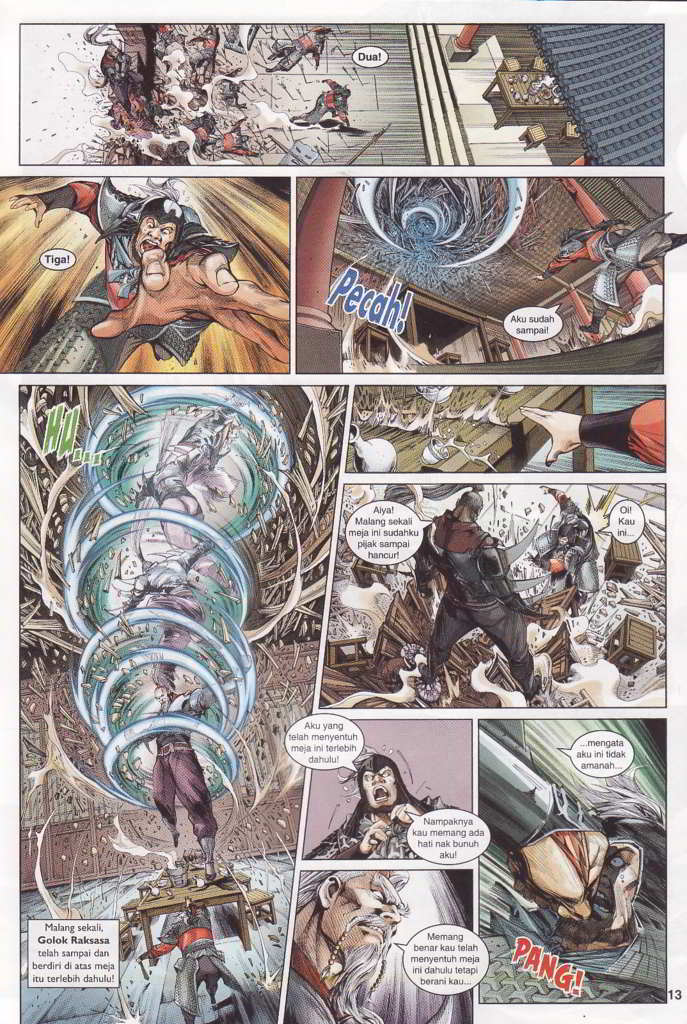 Dua!
Tiga!
Pecah!
Aku sudah
sampai!
HU...
Malang sekali,
Golok Raksasa
telah sampai dan
berdiri di atas meja
itu terlebih dahulu!
Aiya!
Malang sekali
meja ini sudahku
pijak sampai
hancur!
Oi!
Kau
ini...
Aku yang
telah menyentuh
meja ini terlebih
dahulu!
Nampaknya
kau memang ada
hati nak bunuh
aku!
Memang
benar kau telah
menyentuh meja
ini dahulu tetapi
berani kau...
...mengata
aku ini tidak
amanah...
PANG!
13